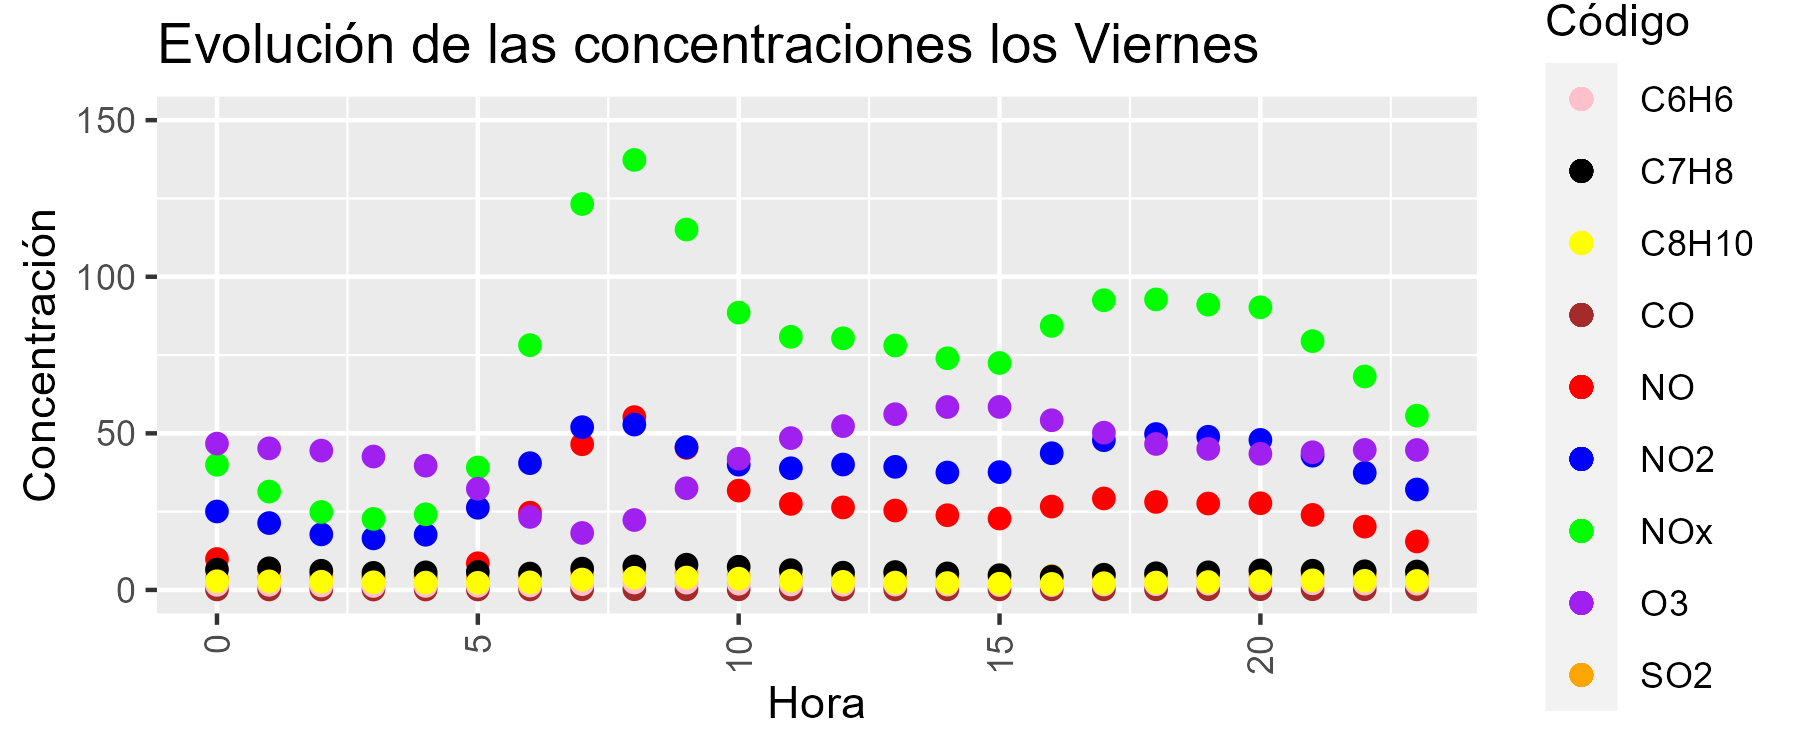 Evolución de las concentraciones los Viernes
Código
C6H6
C7H8
C8H10
CO
NO
NO2
NOx
O3
SO2
Concentración
150
100
50
0
0
5
10
15
20
Hora